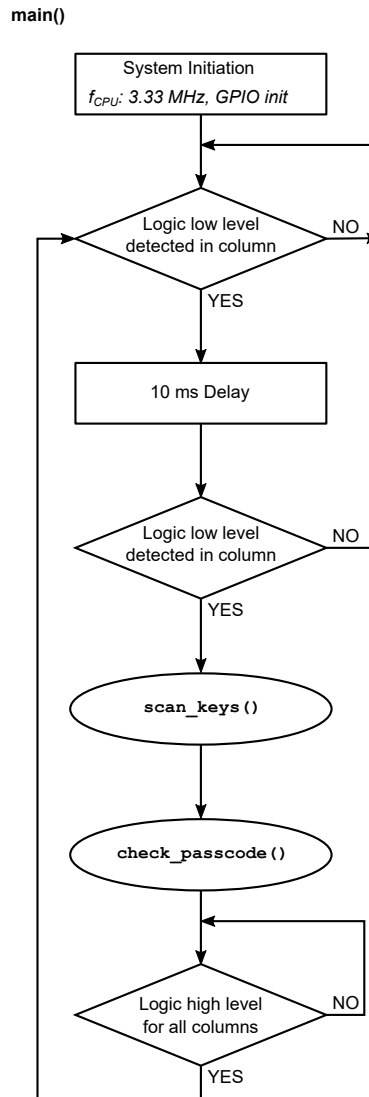 main()
System Initiation
fCPU: 3.33 MHz, GPIO init
Logic low level
detected in column
NO
YES
10 ms Delay
Logic low level
detected in column
NO
YES
scan_keys()
check_passcode()
Logic high level
for all columns
NO
YES